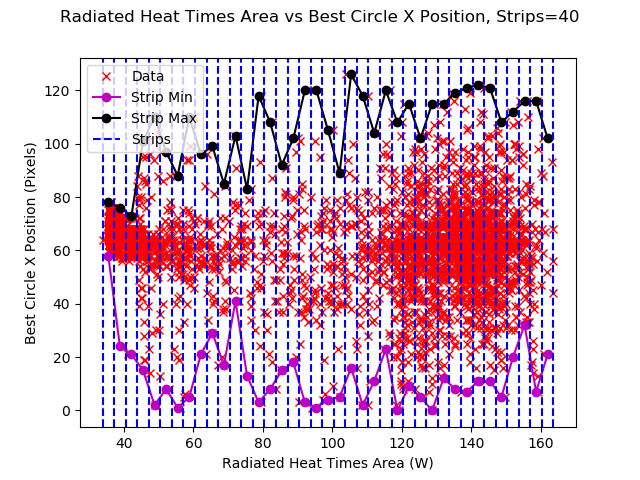 Radiated Heat Times Area vs Best Circle X Position, Strips=40
Data
Strip Min
Strip Max
Strips
120
100
80
60
40
20
0
Best Circle X Position (Pixels)
40 60 80 100 120 140 160
Radiated Heat Times Area (W)